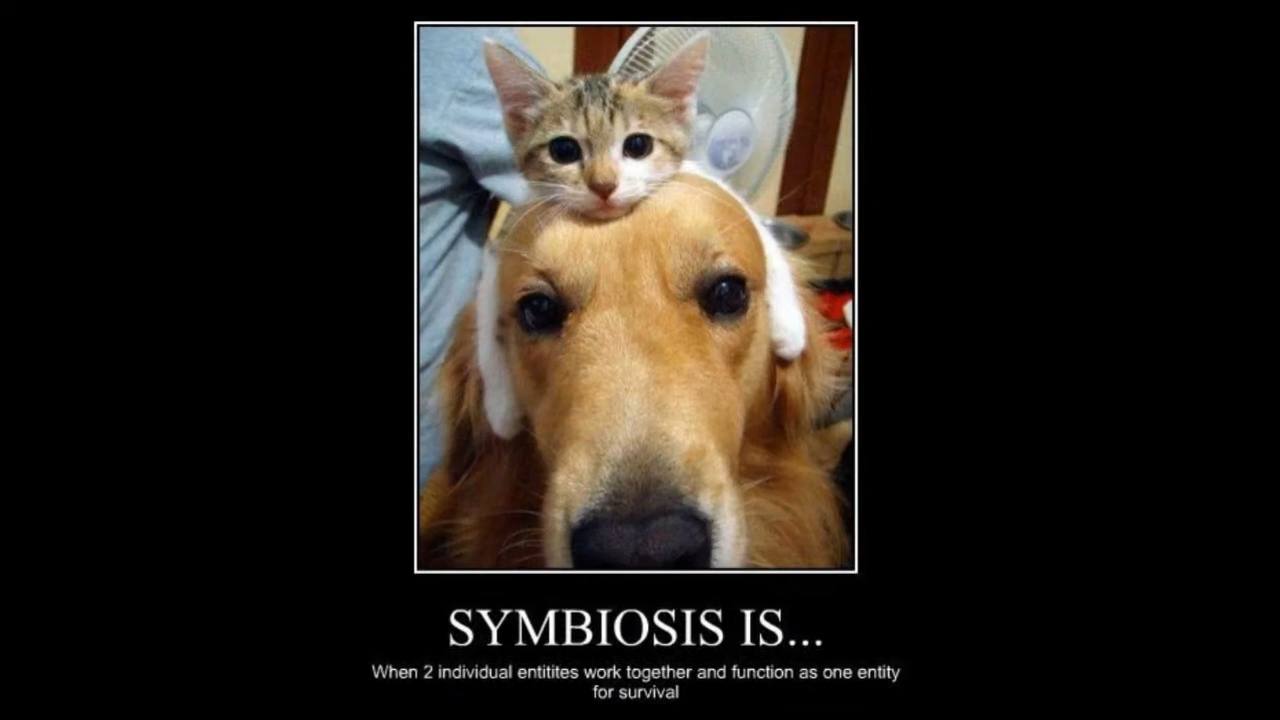 SYMBIOSIS IS...
When 2 individual entitites work together and function as one entity
for survival